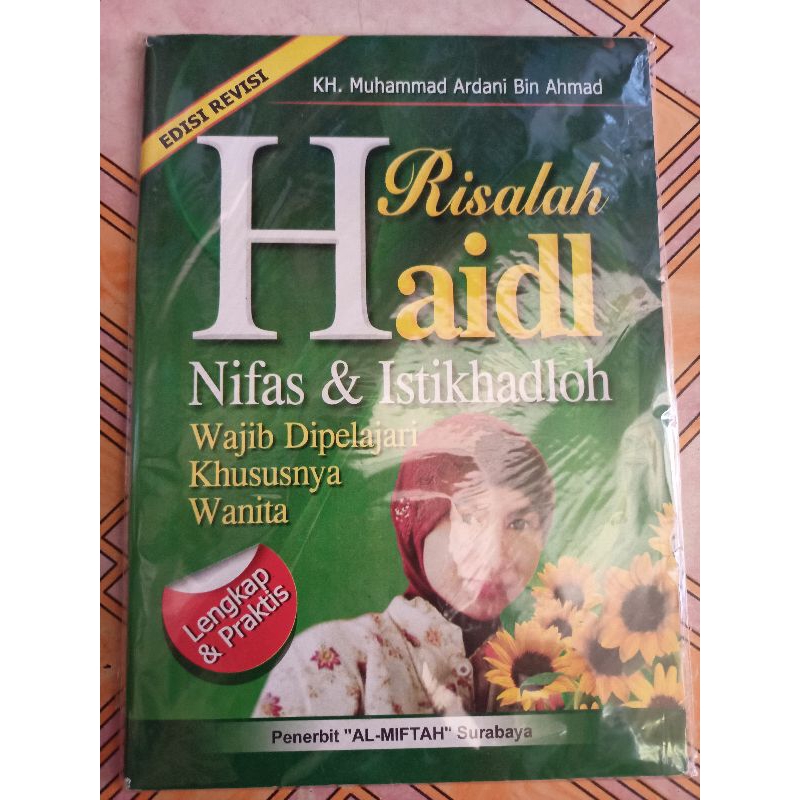 EDISI REVISI
KH. Muhammad Ardani Bin Ahmad
Risalah
Haidl
Nifas & Istikhadloh
Wajib Dipelajari
Khususnya
Wanita
Lengkap
& Praktis
Penerbit "AL-MIFTAH" Surabaya